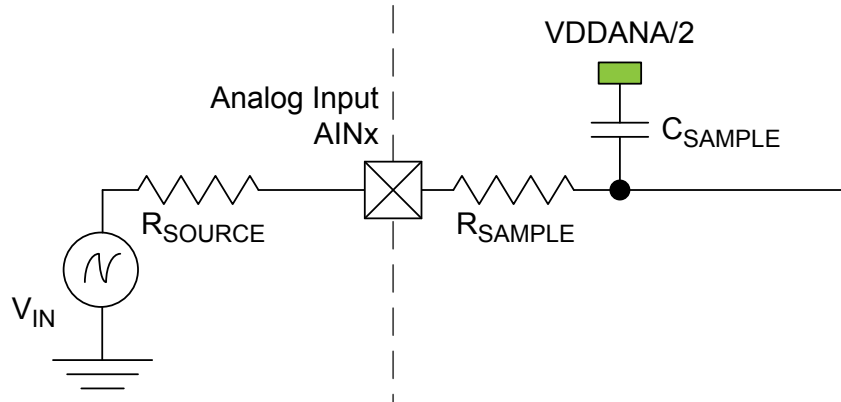 VDDANA/2
Analog Input
AINx
CSAMPLE
RSOURCE
RSAMPLE
VIN